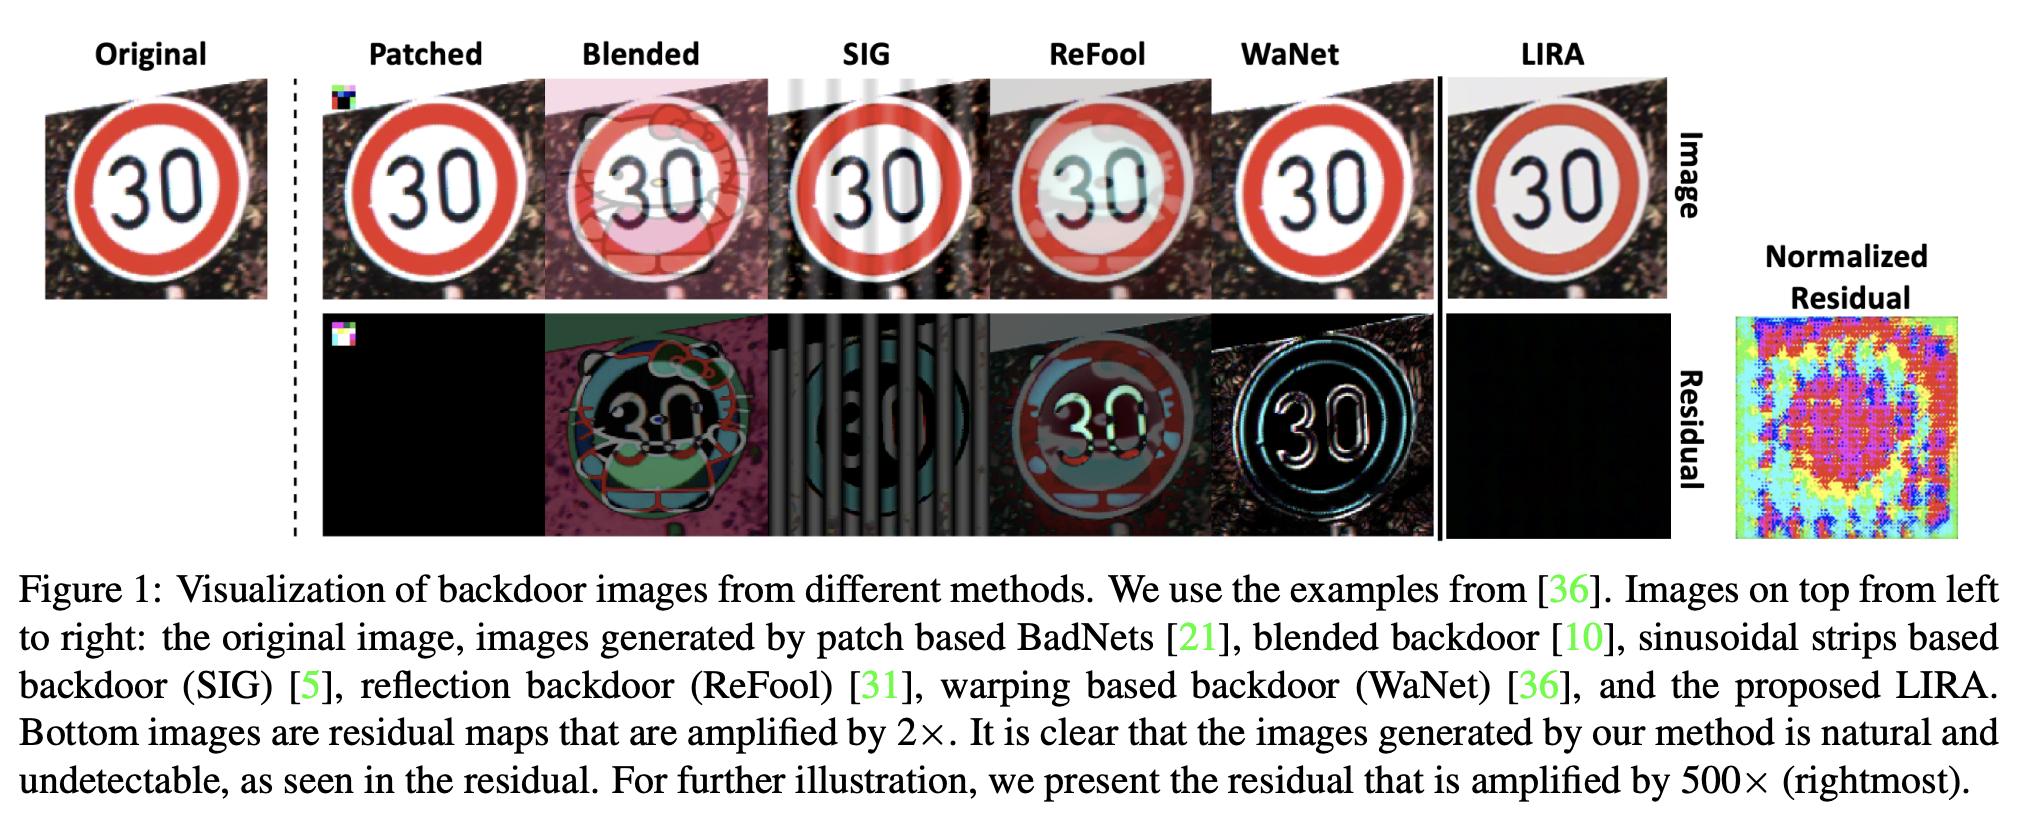 Original Patched Blended SIG ReFool WaNet LIRA
30 30 30 30 30 30 30
Image
Normalized
Residual
30 30 30 30
Residual
Figure 1: Visualization of backdoor images from different methods. We use the examples from [36]. Images on top from left
to right: the original image, images generated by patch based BadNets [21], blended backdoor [10], sinusoidal strips based
backdoor (SIG) [5], reflection backdoor (ReFool) [31], warping based backdoor (WaNet) [36], and the proposed LIRA.
Bottom images are residual maps that are amplified by 2×. It is clear that the images generated by our method is natural and
undetectable, as seen in the residual. For further illustration, we present the residual that is amplified by 500× (rightmost).